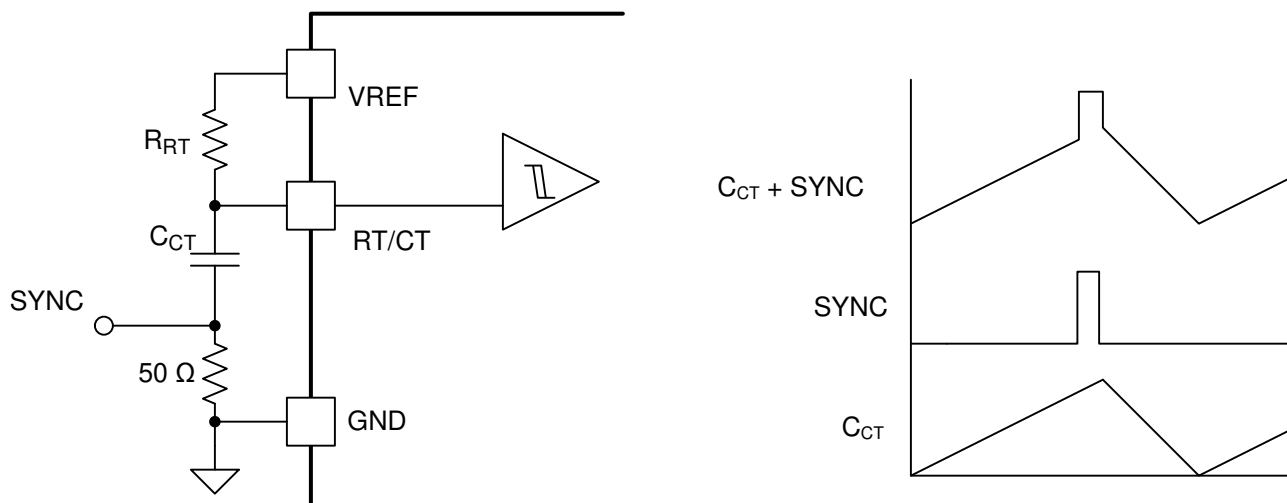 VREF
R_RT
RT/CT
C_CT
SYNC
50 Ω
GND
C_CT + SYNC
SYNC
C_CT